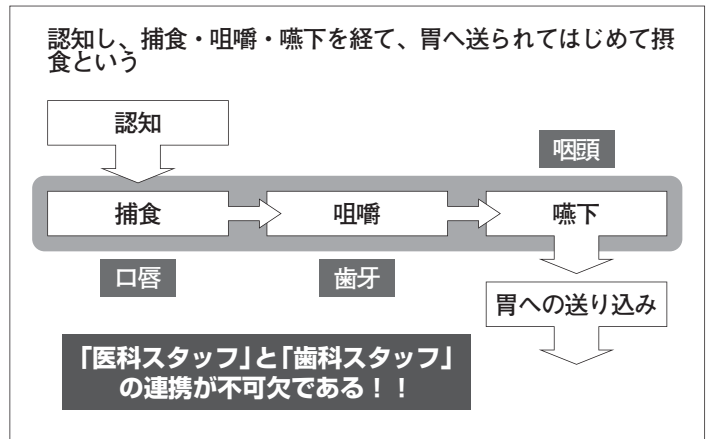 認知し、捕食・咀嚼・嚥下を経て、胃へ送られてはじめて摂
食という
認知
咽頭
捕食
咀嚼
嚥下
口唇
歯牙
胃への送り込み
「医科スタッフ」と「歯科スタッフ」
の連携が不可欠である！！